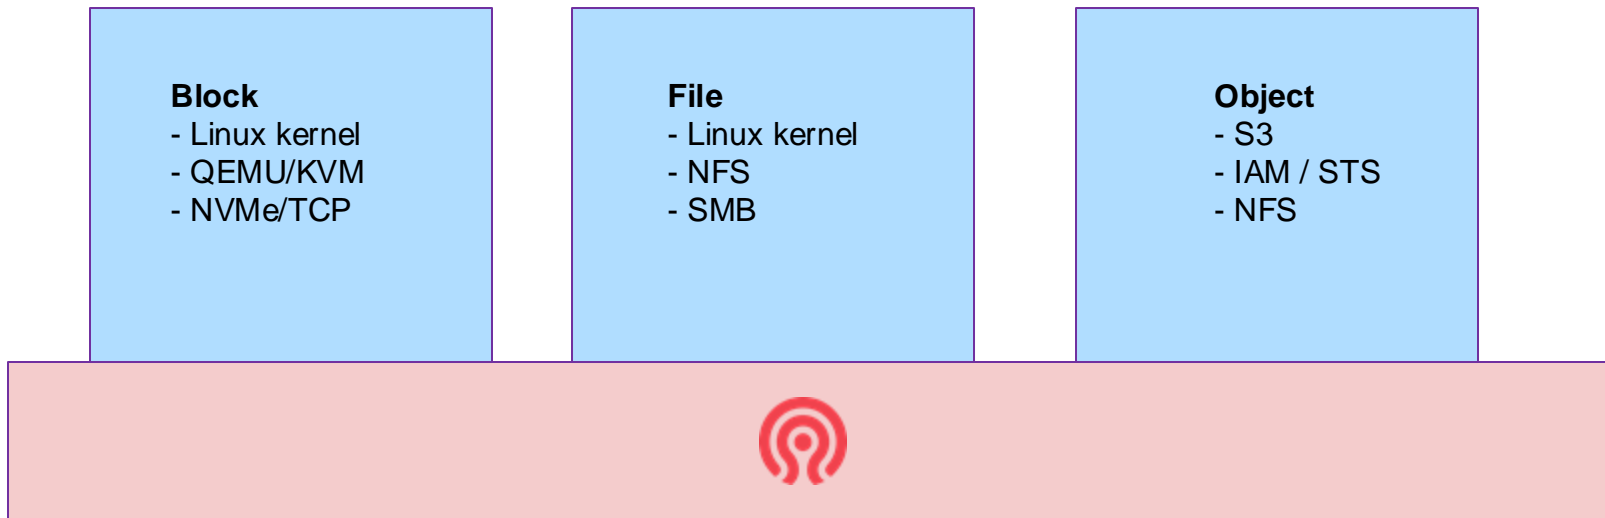 Block
- Linux kernel
- QEMU/KVM
- NVMe/TCP
File
- Linux kernel
- NFS
- SMB
Object
- S3
- IAM / STS
- NFS